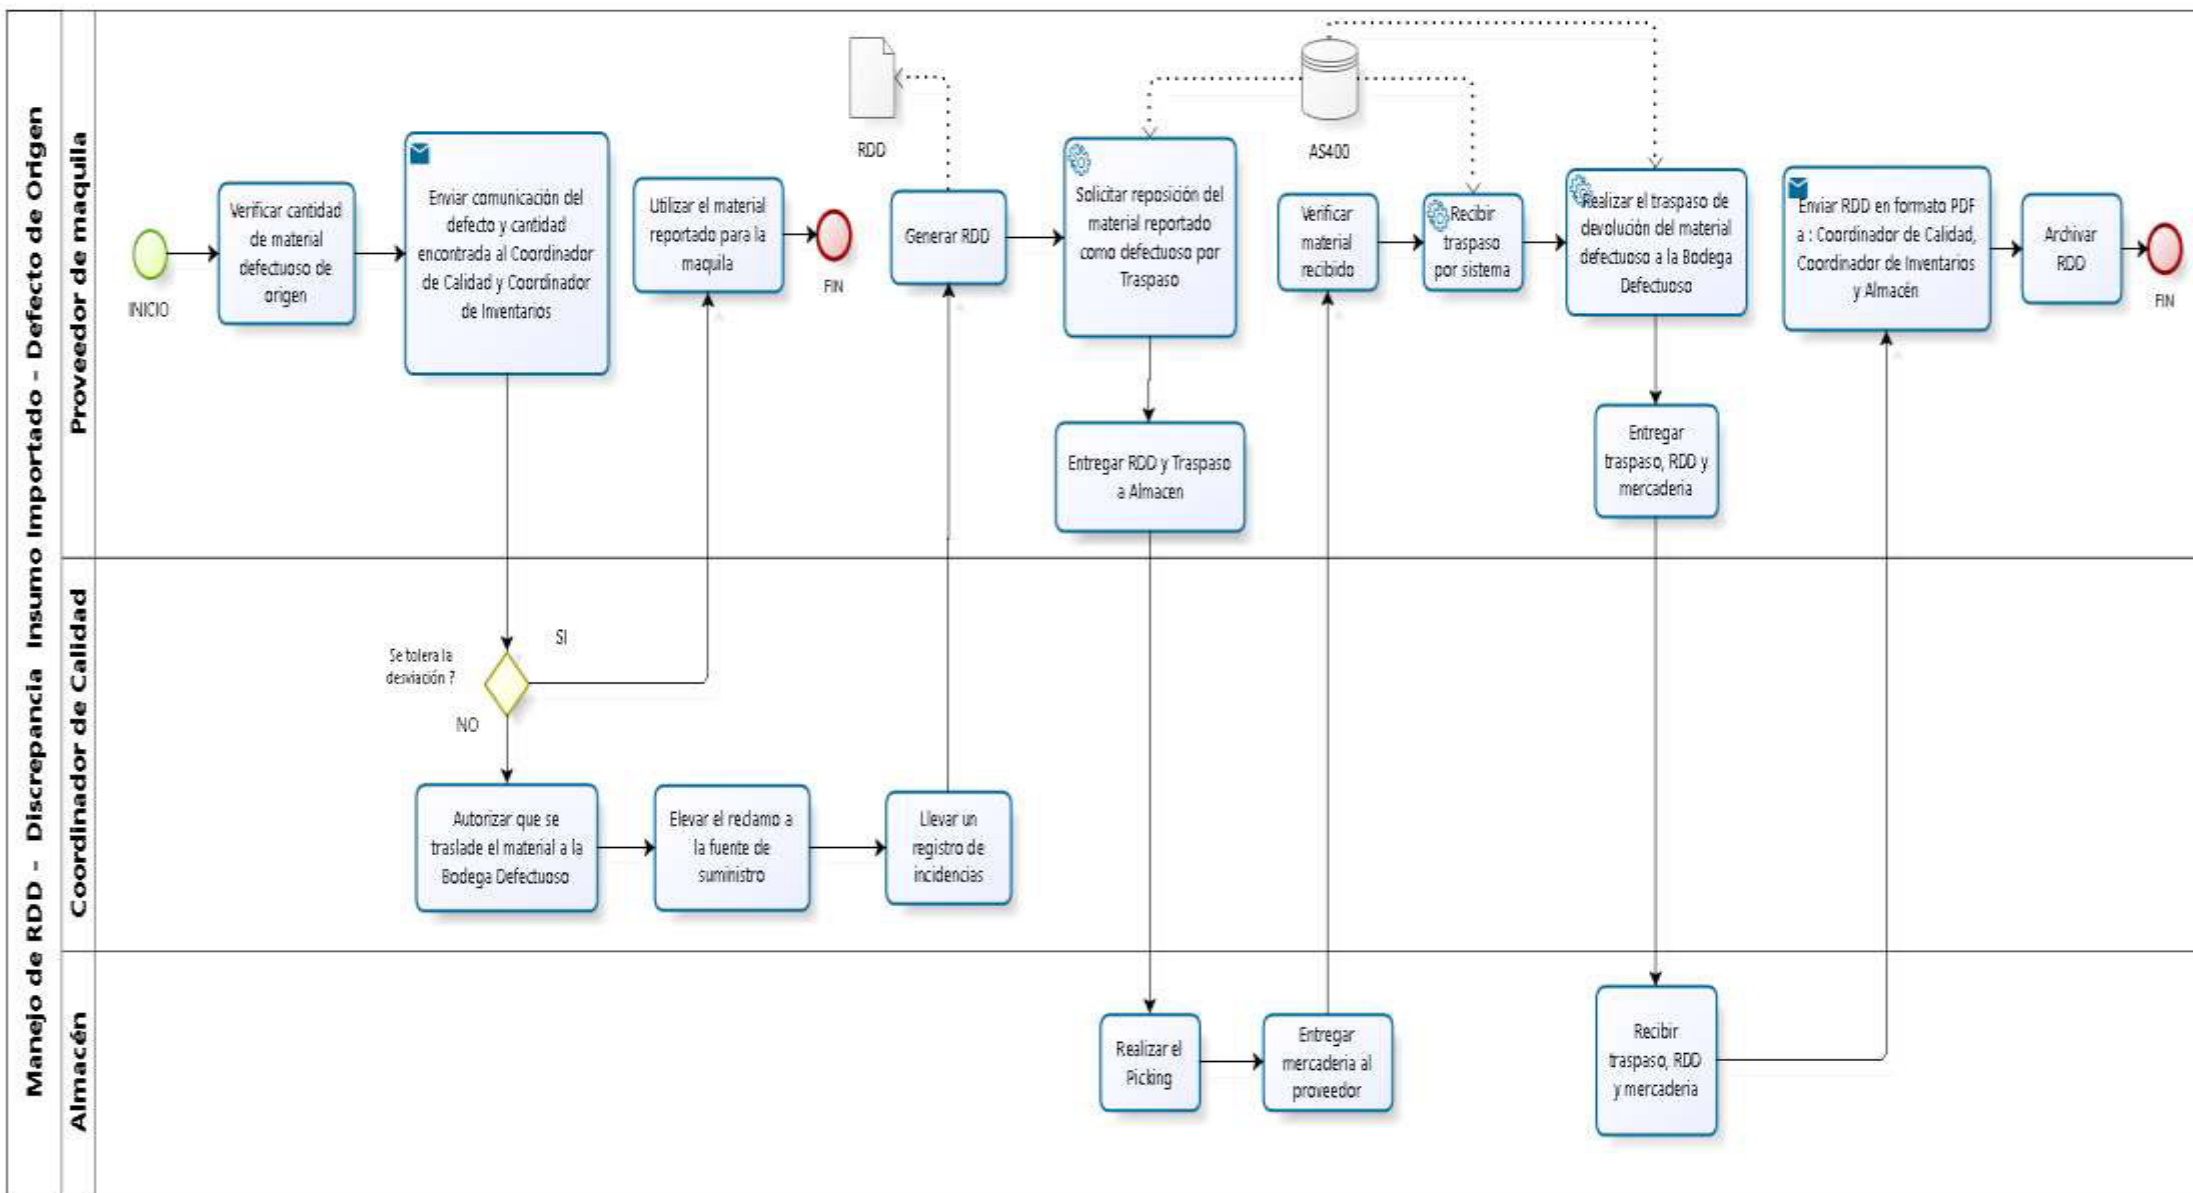 Manejo de RDD - Discrepancia Insumo Importado - Defecto de Origen
Proveedor de maquila
INICIO
Verificar cantidad
de material
defectuoso de
origen
Enviar comunicación del
defecto y cantidad
encontrada al Coordinador
de Calidad y Coordinador
de Inventarios
Utilizar el material
reportado para la
maquila
FIN
RDD
Generar RDD
Solicitar reposición del
material reportado
como defectuoso por
Traspaso
Entregar RDD y Traspaso
a Almacen
AS400
Verificar
material
recibido
Recibir
traspaso
por sistema
Realizar el traspaso de
devolución del material
defectuoso a la Bodega
Defectuoso
Entregar
traspaso, RDD y
mercaderia
Enviar RDD en formato PDF
a : Coordinador de Calidad,
Coordinador de Inventarios
y Almacén
Archivar
RDD
FIN
Coordinador de Calidad
Se tolera la
desviación ?
SI
NO
Autorizar que se
traslade el material a la
Bodega Defectuoso
Elevar el reclamo a
la fuente de
suministro
Llevar un
registro de
incidencias
Almacén
Realizar el
Picking
Entregar
mercaderia al
proveedor
Recibir
traspaso, RDD
y mercaderia